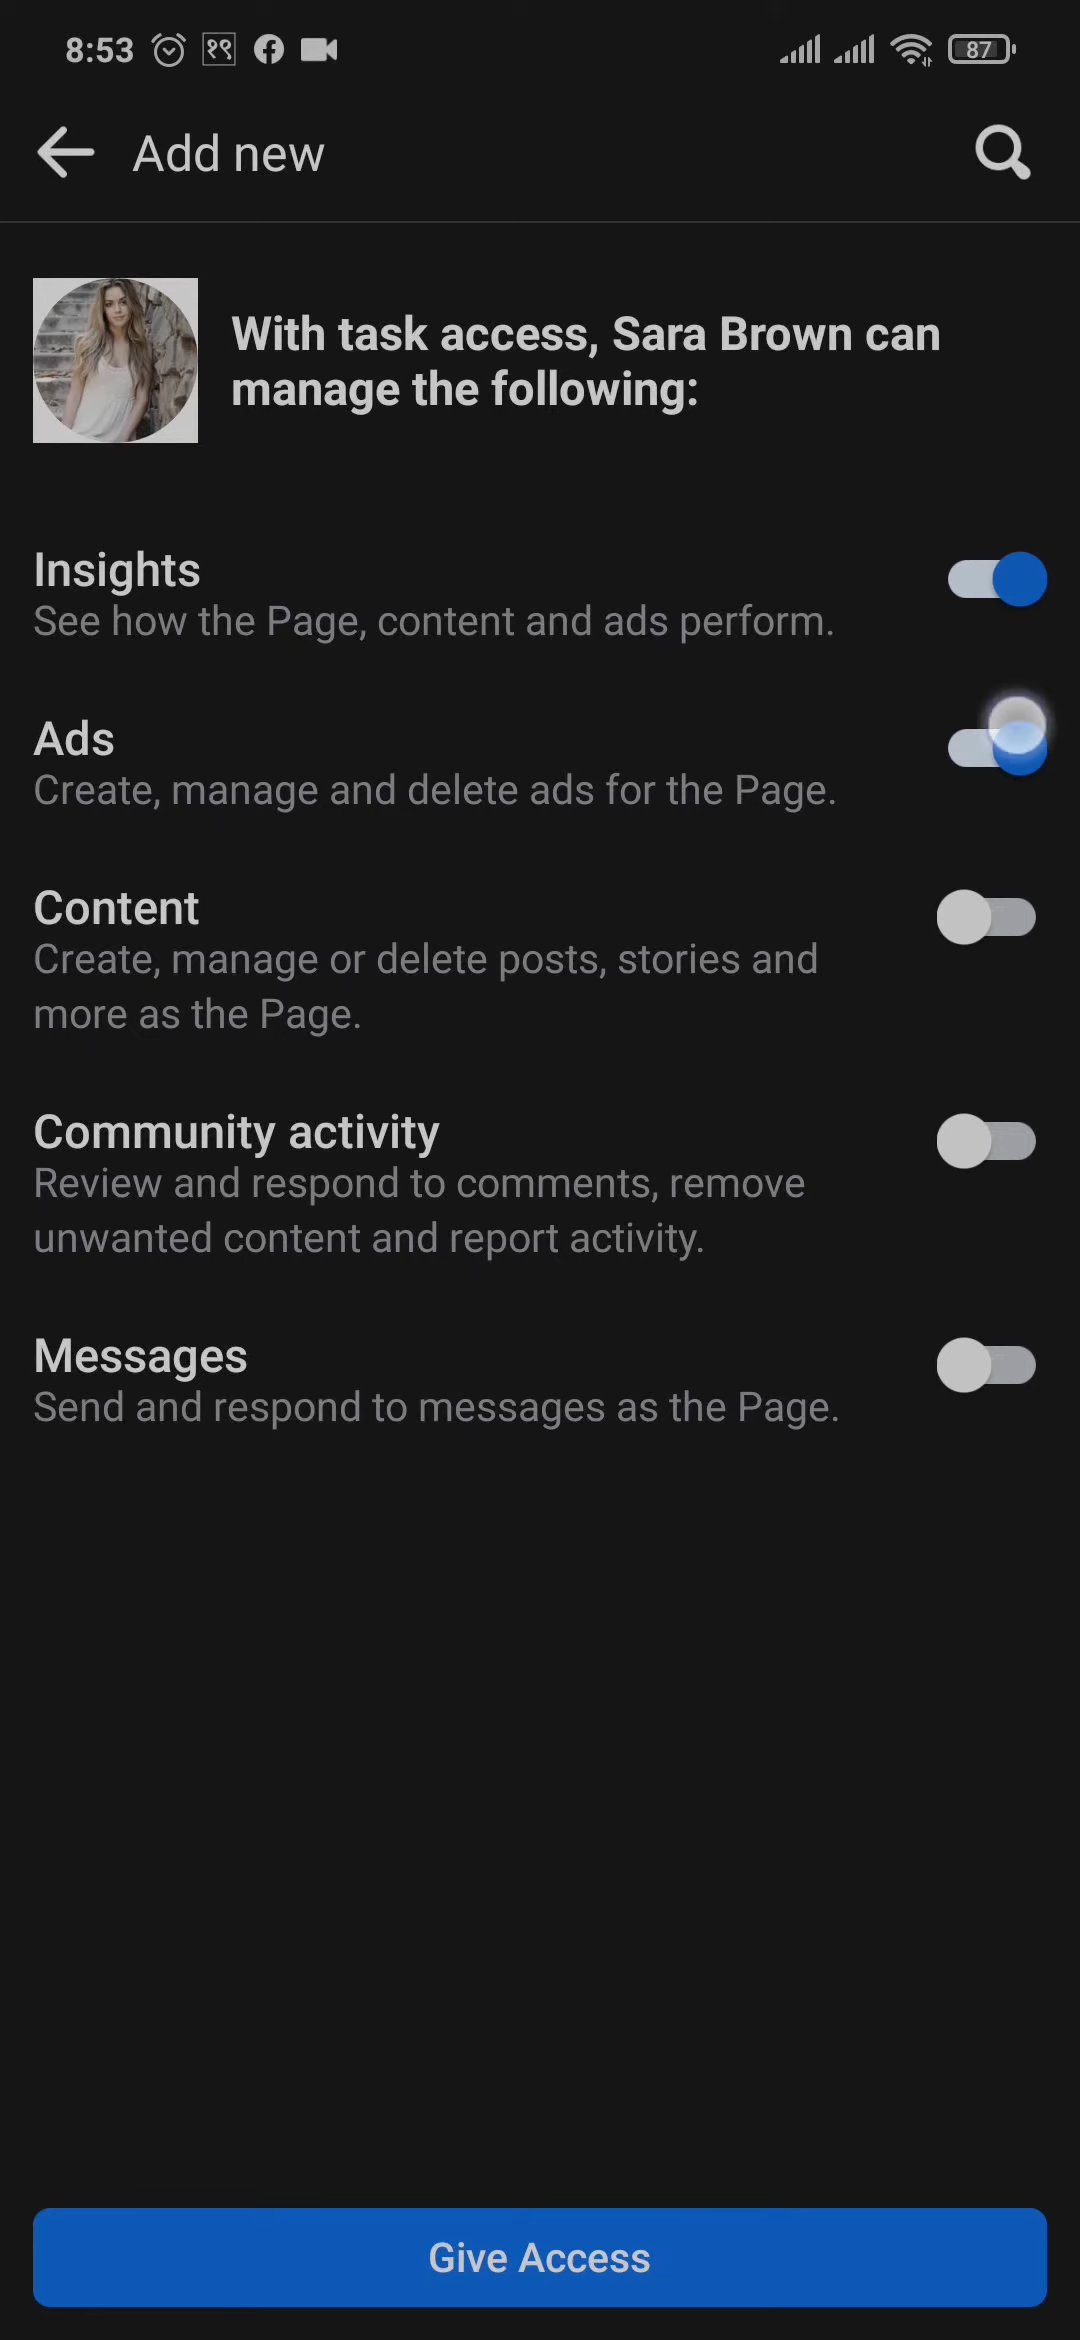 8:53 ११ 87
Add new
With task access, Sara Brown can
manage the following:
Insights
See how the Page, content and ads perform.
Ads
Create, manage and delete ads for the Page.
Content
Create, manage or delete posts, stories and
more as the Page.
Community activity
Review and respond to comments, remove
unwanted content and report activity.
Messages
Send and respond to messages as the Page.
Give Access